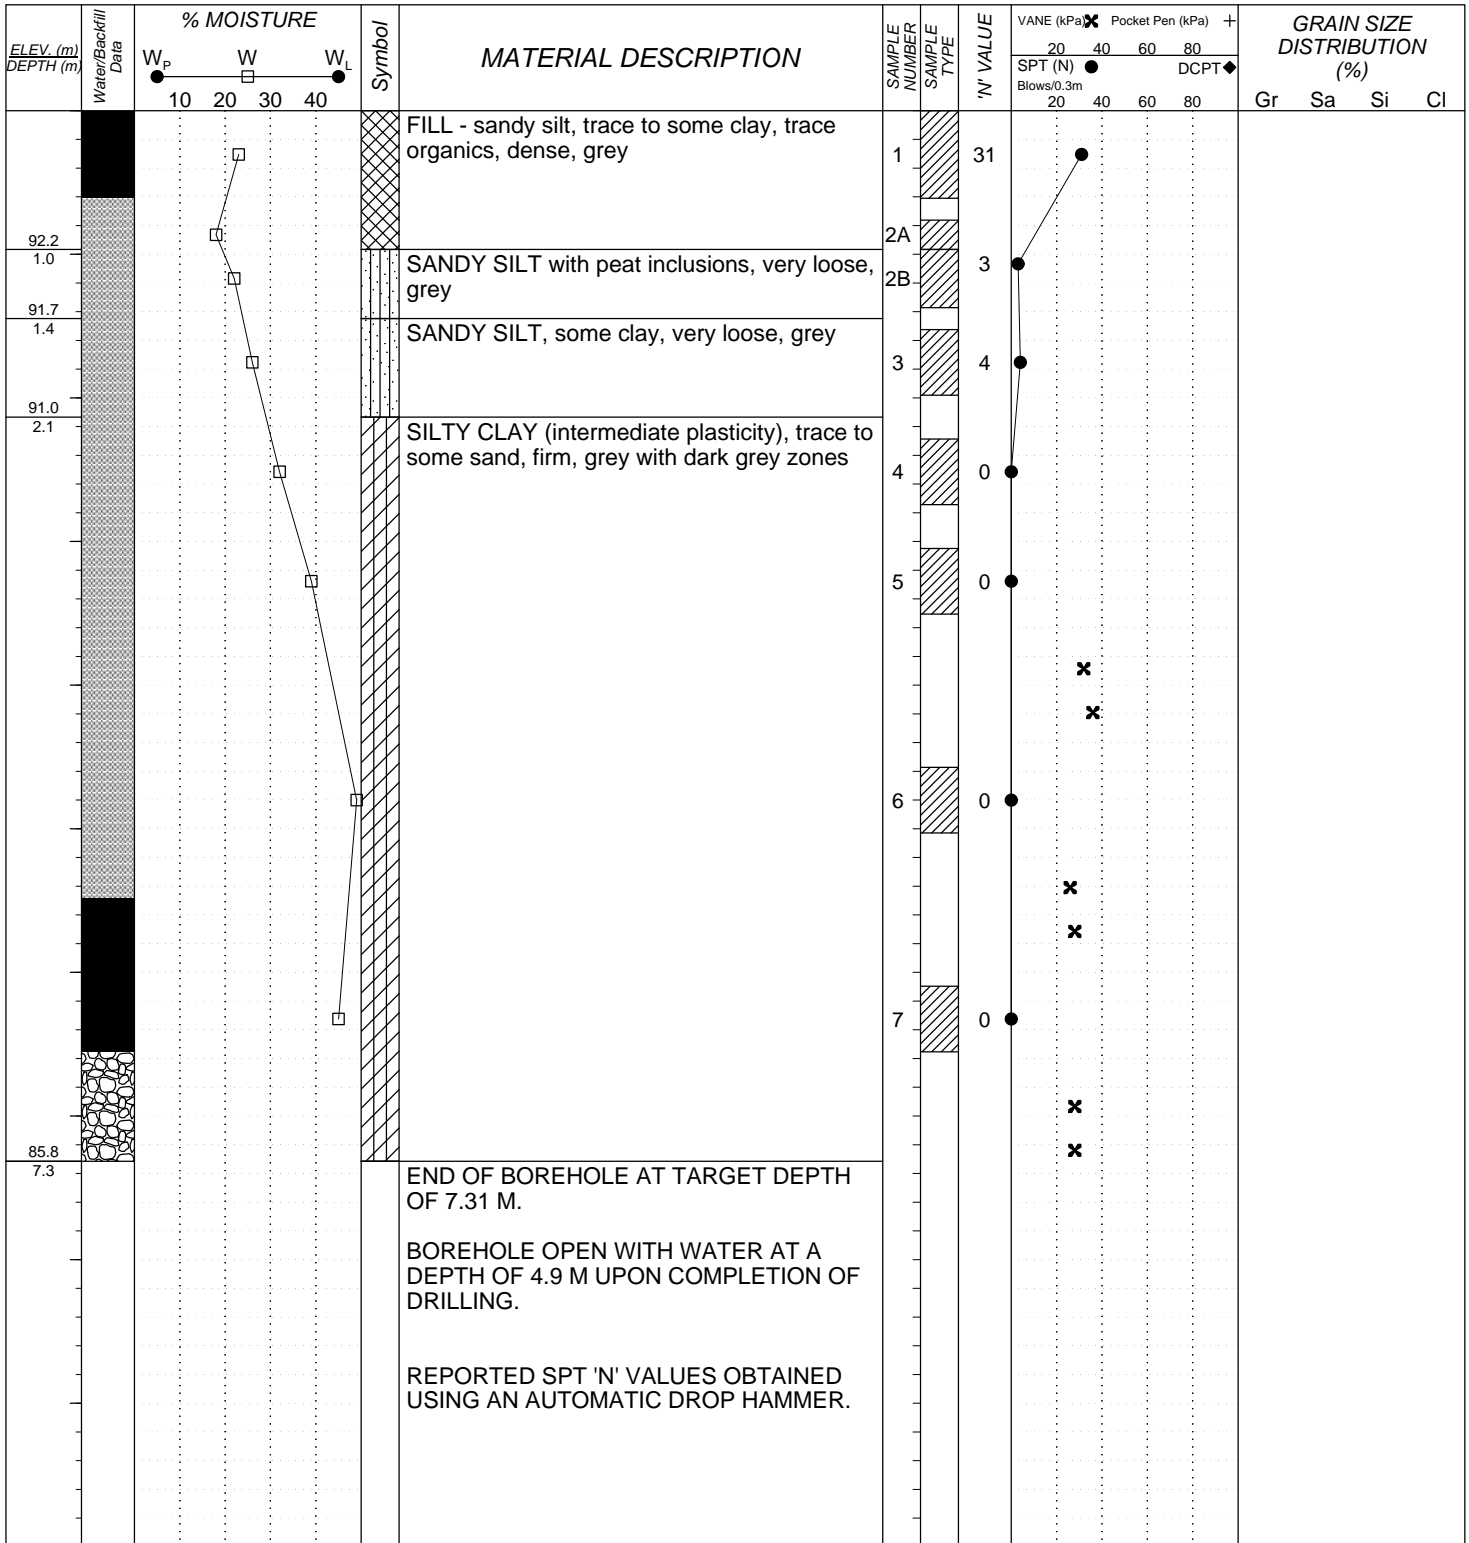 ELEV. (m)
DEPTH (m)
Water/Backfill
Data
% MOISTURE
WP W WL
10 20 30 40
Symbol
MATERIAL DESCRIPTION
SAMPLE
NUMBER
SAMPLE
TYPE
'N' VALUE
VANE (kPa) Pocket Pen (kPa)
20 40 60 80
SPT (N) DCPT
Blows/0.3m
20 40 60 80
GRAIN SIZE
DISTRIBUTION
(%)
Gr Sa Si Cl
FILL - sandy silt, trace to some clay, trace
organics, dense, grey
1 31
92.2
1.0
2A
SANDY SILT with peat inclusions, very loose,
grey
2B
3
91.7
1.4
SANDY SILT, some clay, very loose, grey
3 4
91.0
2.1
SILTY CLAY (intermediate plasticity), trace to
some sand, firm, grey with dark grey zones
4 0
5 0
6 0
7 0
85.8
7.3
END OF BOREHOLE AT TARGET DEPTH
OF 7.31 M.
BOREHOLE OPEN WITH WATER AT A
DEPTH OF 4.9 M UPON COMPLETION OF
DRILLING.
REPORTED SPT 'N' VALUES OBTAINED
USING AN AUTOMATIC DROP HAMMER.